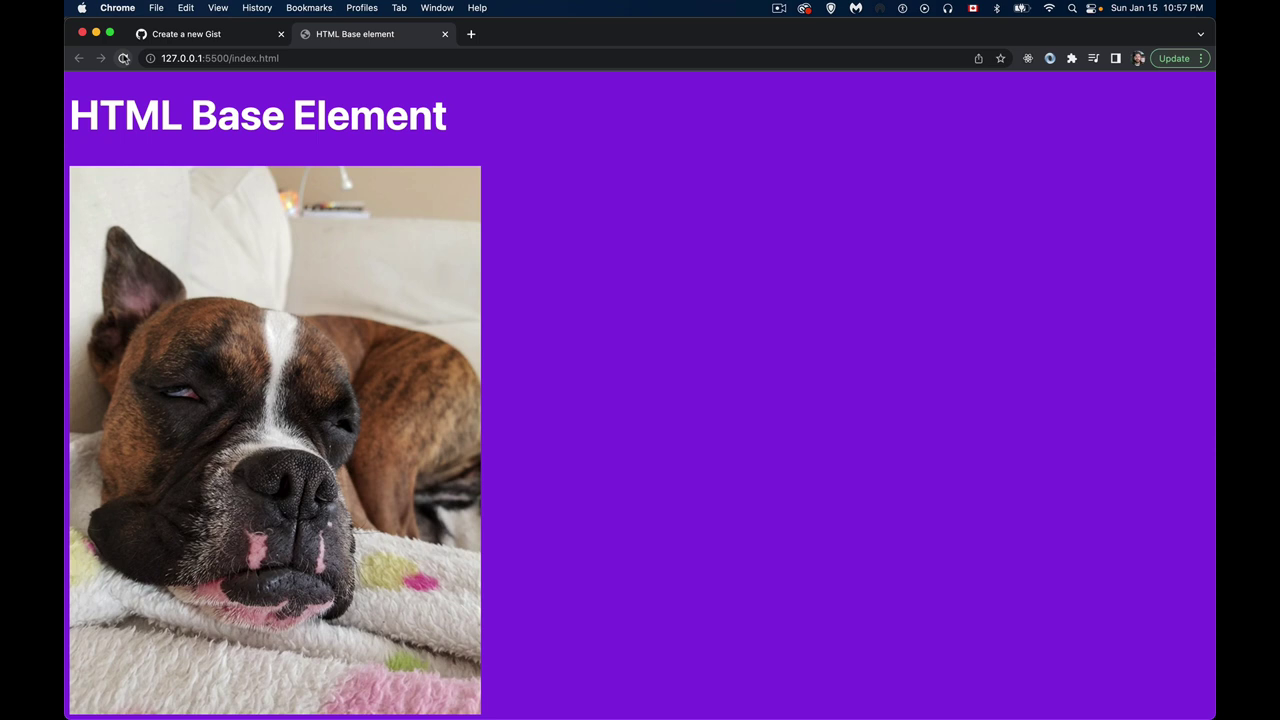 Chrome File Edit View History Bookmarks Profiles Tab Window Help Sun Jan 15 10:57 PM
Create a new Gist HTML Base element
127.0.0.1:5500/index.html Update
HTML Base Element